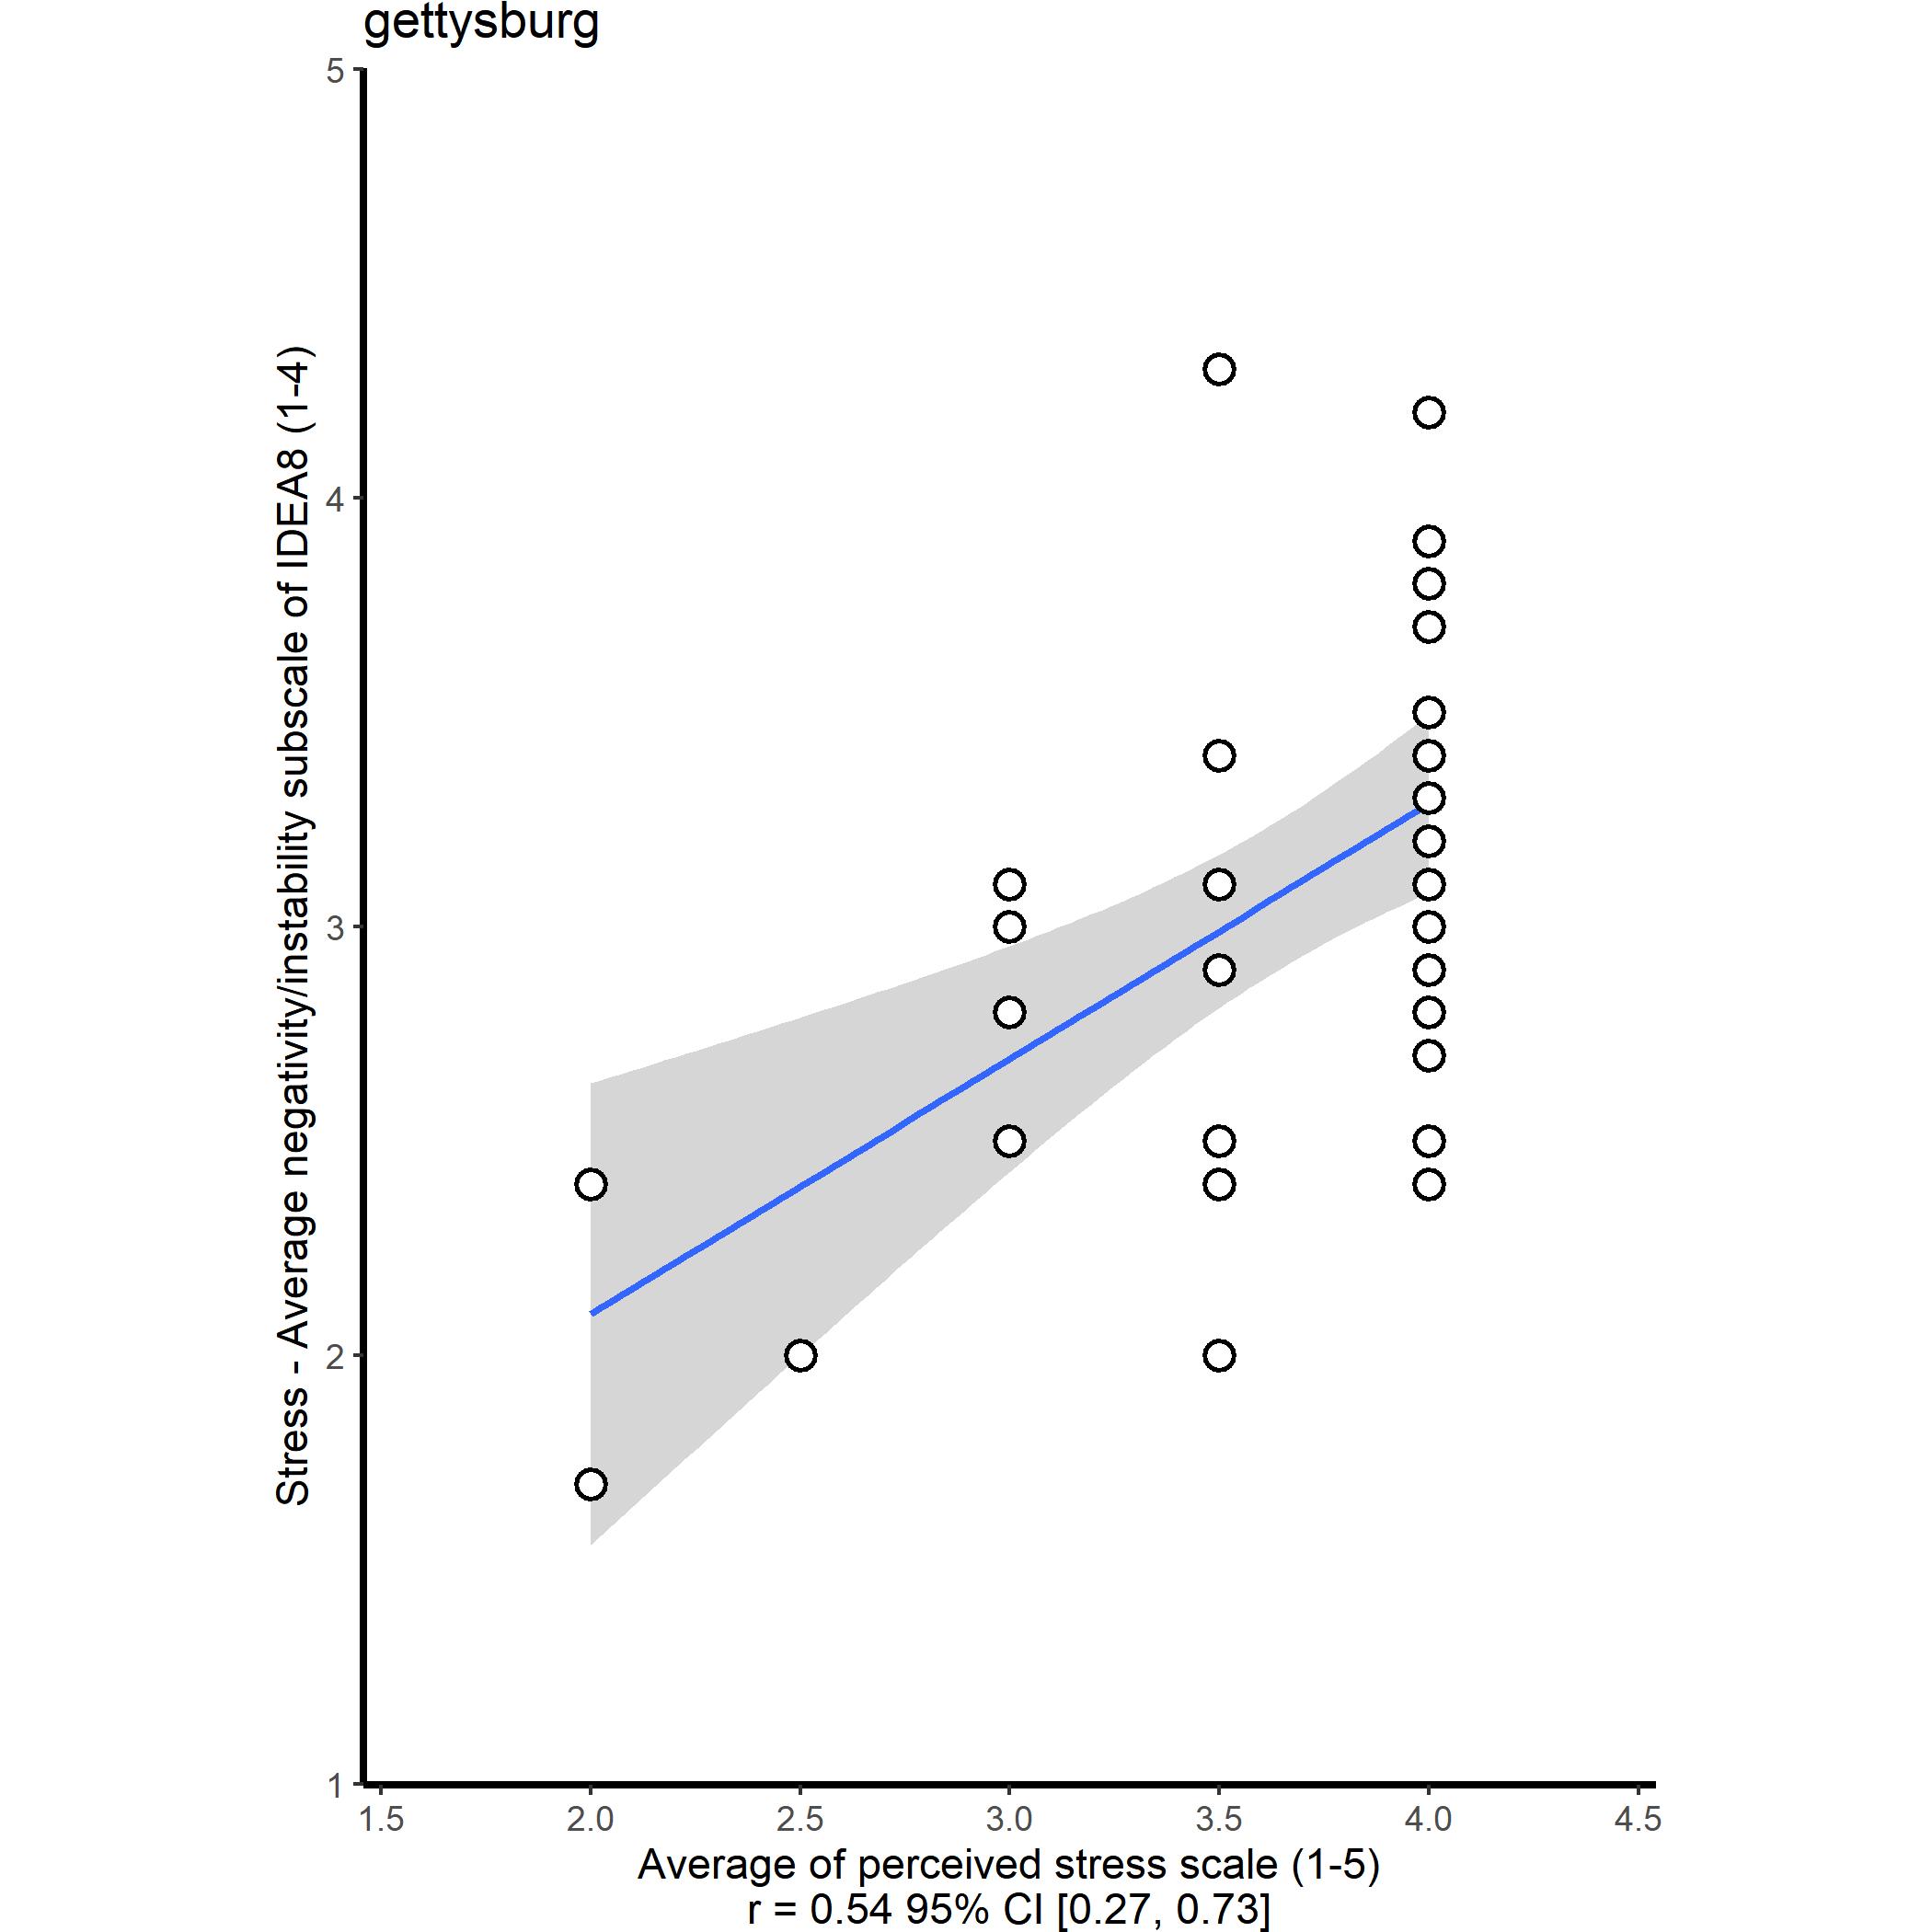 gettysburg
5
4
3
2
1
Stress - Average negativity/instability subscale of IDEA8 (1-4)
1.5 2.0 2.5 3.0 3.5 4.0 4.5
Average of perceived stress scale (1-5)
r = 0.54 95% CI [0.27, 0.73]